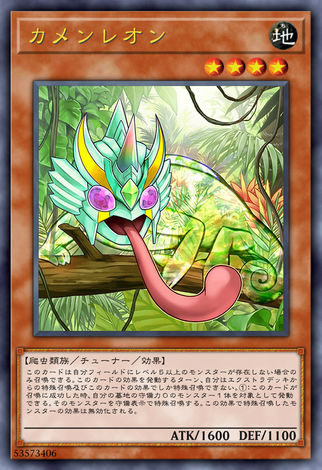 カメンレオン
地
【爬虫類族／チューナー／効果】
このカードは自分フィールドにレベル５以上のモンスターが存在しない場合の
み召喚できる。このカードの効果を発動するターン、自分はエクストラデッキか
らの特殊召喚及びこのカードの効果でしか特殊召喚できない。①：このカードが
召喚に成功した時、自分の墓地の守備力０のモンスター１体を対象として発動
できる。そのモンスターを守備表示で特殊召喚する。この効果で特殊召喚したモ
ンスターの効果は無効化される。
ATK/1600 DEF/1100
53573406